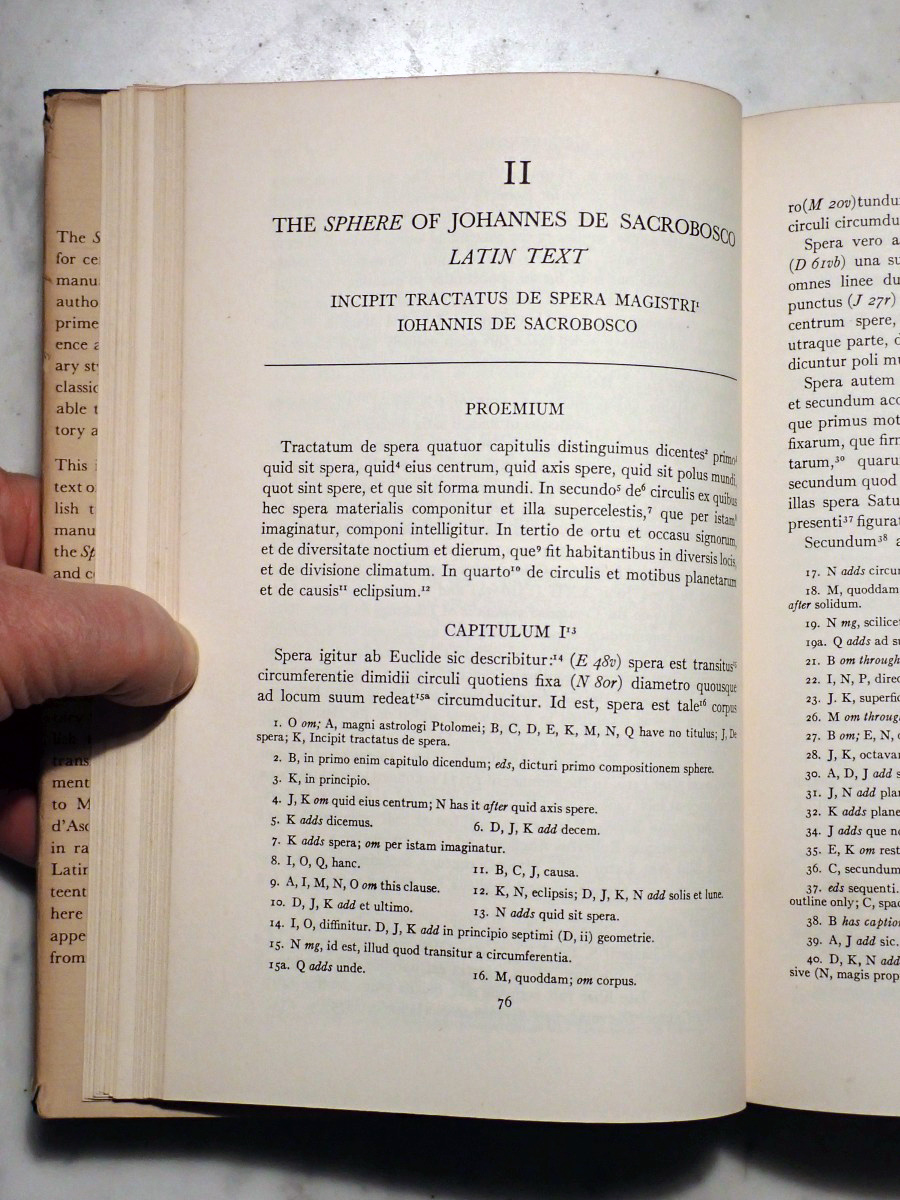 The S
for ce
manu
autho
prime
ence a
ary st
classic
able t
tory a
This i
text o
lish t
manu
the Sp
and c
trans
ment
to M
d'Asc
in ra
Latin
teent
here
appe
from
II
THE SPHERE OF JOHANNES DE SACROBOSCO
LATIN TEXT
INCIPIT TRACTATUS DE SPERA MAGISTRI¹
IOHANNIS DE SACROBOSCO
PROEMIUM
Tractatum de spera quatuor capitulis distinguimus dicentes² primo³
quid sit spera, quid⁴ eius centrum, quid axis spere, quid sit polus mundi,
quot sint spere, et que sit forma mundi. In secundo⁵ de⁶ circulis ex quibus
hec spera materialis componitur et illa supercelestis,⁷ que per istam⁸
imaginatur, componi intelligitur. In tertio de ortu et occasu signorum,
et de diversitate noctium et dierum, que⁹ fit habitantibus in diversis locis,
et de divisione climatum. In quarto¹⁰ de circulis et motibus planetarum
et de causis¹¹ eclipsium.¹²
CAPITULUM I¹³
Spera igitur ab Euclide sic describitur:¹⁴ (E 48v) spera est transitus¹⁵
circumferentie dimidii circuli quotiens fixa (N 80r) diametro quousque
ad locum suum redeat¹⁵ᵃ circumducitur. Id est, spera est tale¹⁶ corpus
1. O om; A, magni astrologi Ptolomei; B, C, D, E, K, M, N, Q have no titulus; J, De
spera; K, Incipit tractatus de spera.
2. B, in primo enim capitulo dicendum; eds, dicturi primo compositionem sphere.
3. K, in principio.
4. J, K om quid eius centrum; N has it after quid axis spere.
5. K adds dicemus. 6. D, J, K add decem.
7. K adds spera; om per istam imaginatur.
8. I, O, Q, hanc. 11. B, C, J, causa.
9. A, I, M, N, O om this clause. 12. K, N, eclipsis; D, J, K, N add solis et lune.
10. D, J, K add et ultimo. 13. N adds quid sit spera.
14. I, O, diffinitur. D, J, K add in principio septimi (D, ii) geometrie.
15. N mg, id est, illud quod transitur a circumferentia.
15a. Q adds unde. 16. M, quoddam; om corpus.
76
ro(M 20v)tundu
circuli circumdu
Spera vero a
(D 61vb) una su
omnes linee du
punctus (J 27r)
centrum spere,
utraque parte, d
dicuntur poli mu
Spera autem
et secundum acc
que primus mot
fixarum, que firm
tarum,³⁰ quaru
secundum quod
illas spera Satu
presenti³⁷ figurat
Secundum³⁸ a
17. N adds circum
18. M, quoddam
after solidum.
19. N mg, scilicet
19a. Q adds ad su
21. B om through
22. I, N, P, direc
23. J. K, superfic
26. M om throug
27. B om; E, N, o
28. J, K, octavam
30. A, D, J add s
31. J, N add plan
32. K adds plane
34. J adds que no
35. E, K om rest
36. C, secundum
37. eds sequenti.
outline only; C, spac
38. B has caption
39. A, J add sic.
40. D, K, N add
sive (N, magis prop